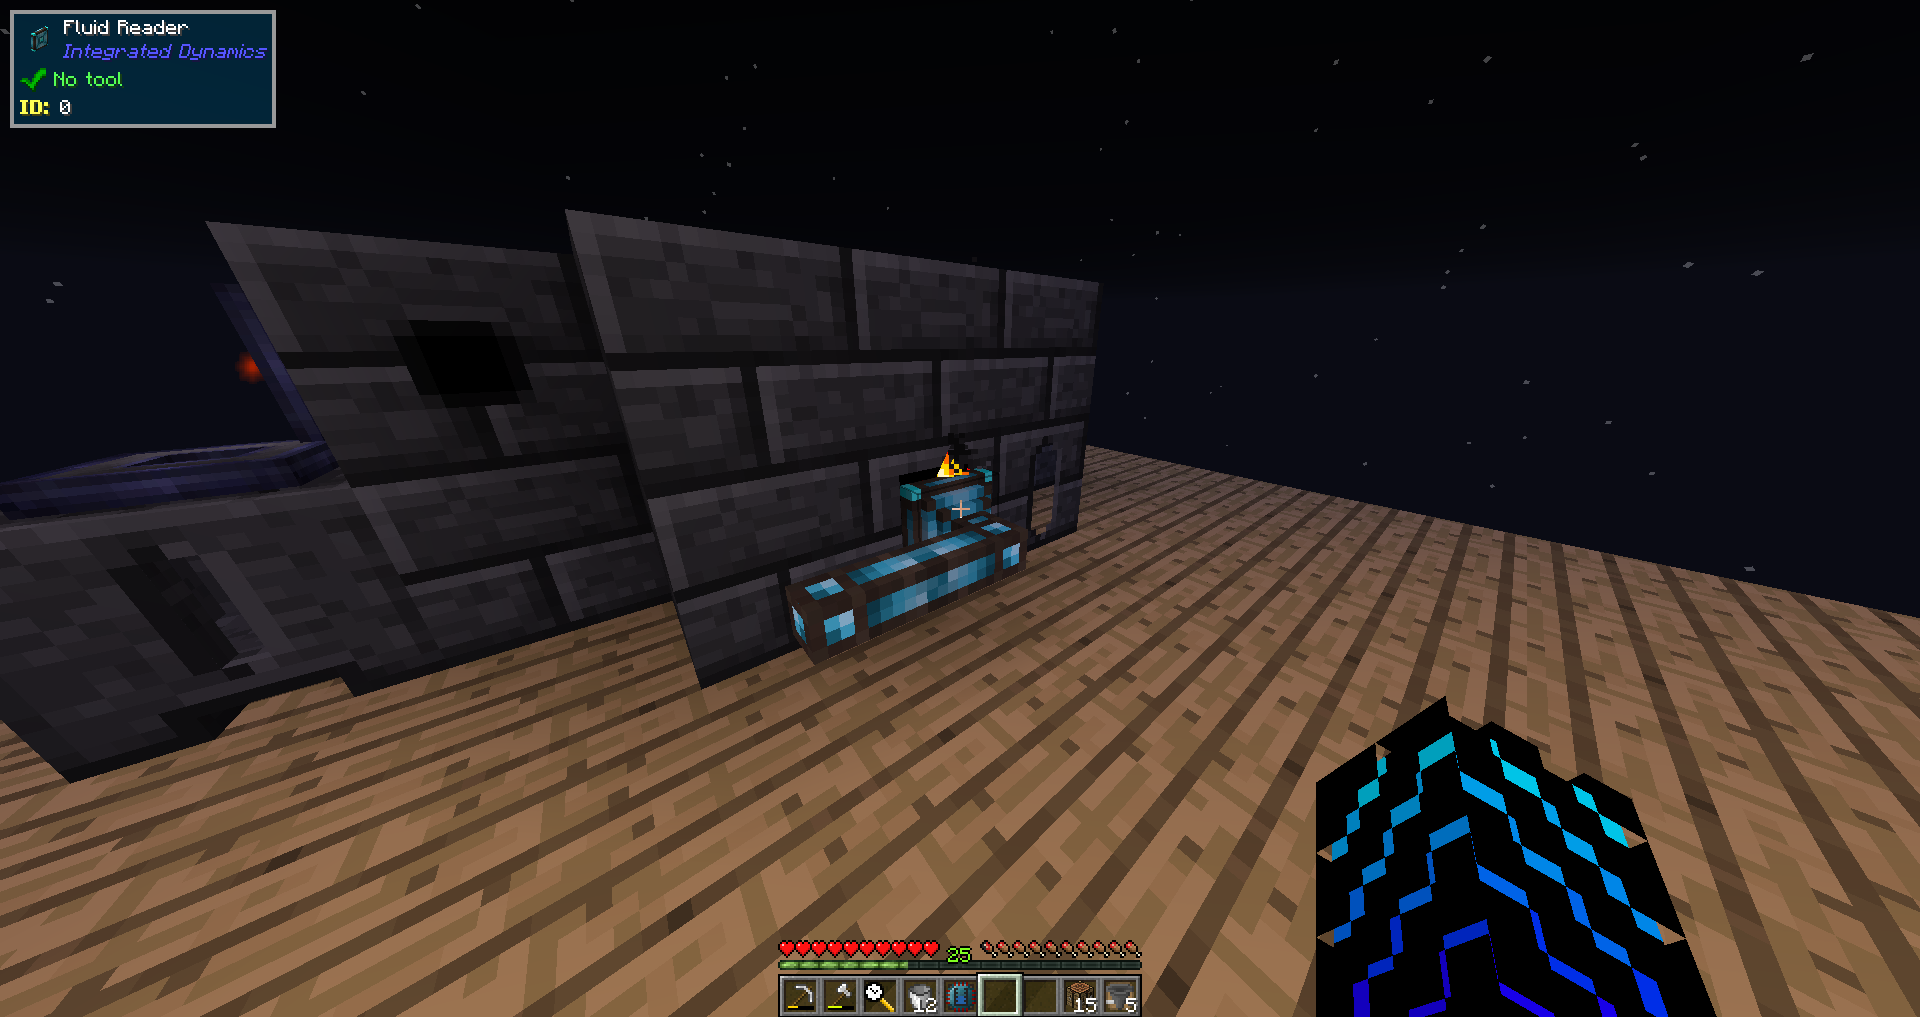 Fluid Reader
Integrated Dynamics
No tool
ID: 0
25
12
15
5